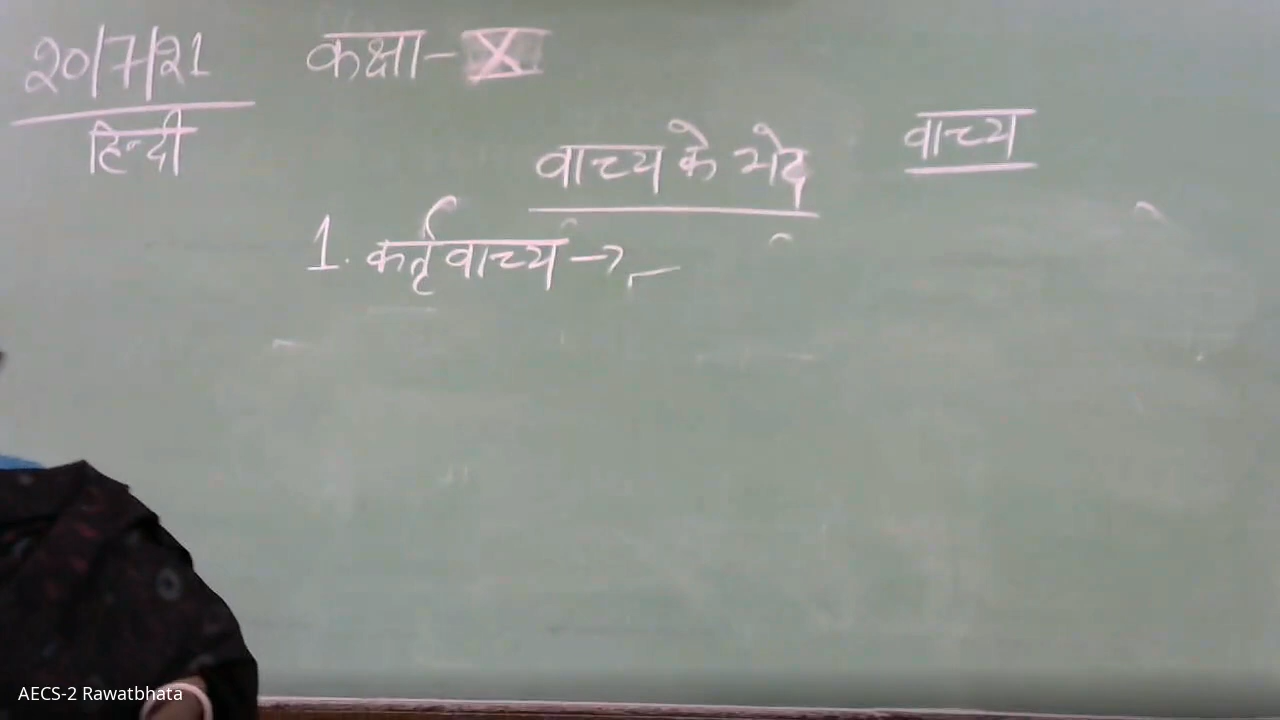 20/7/21
कक्षा - X
हिन्दी
वाच्य
वाच्य के भेद
1. कर्तृवाच्य →
AECS-2 Rawatbhata